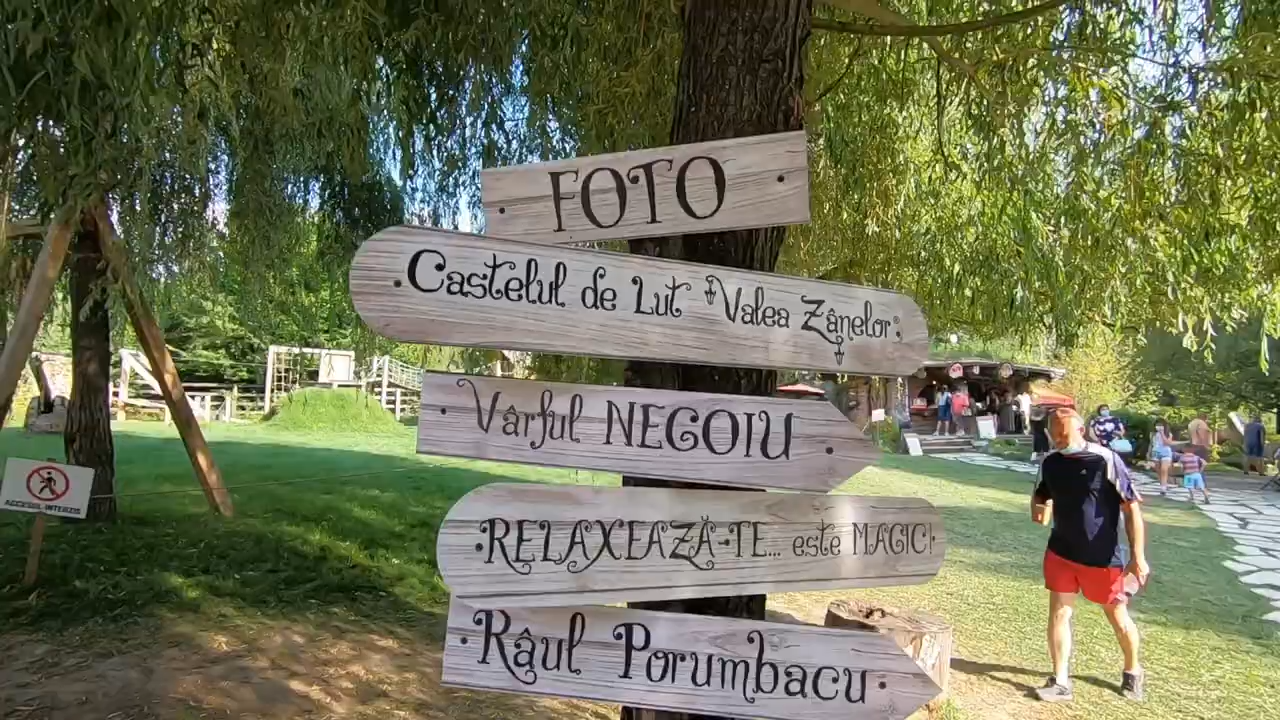 FOTO
Castelul de Lut "Valea Zânelor"
Vârful NEGOIU
RELAXEAZĂ-TE... este MAGIC!
Râul Porumbacu
ACCESUL INTERZIS